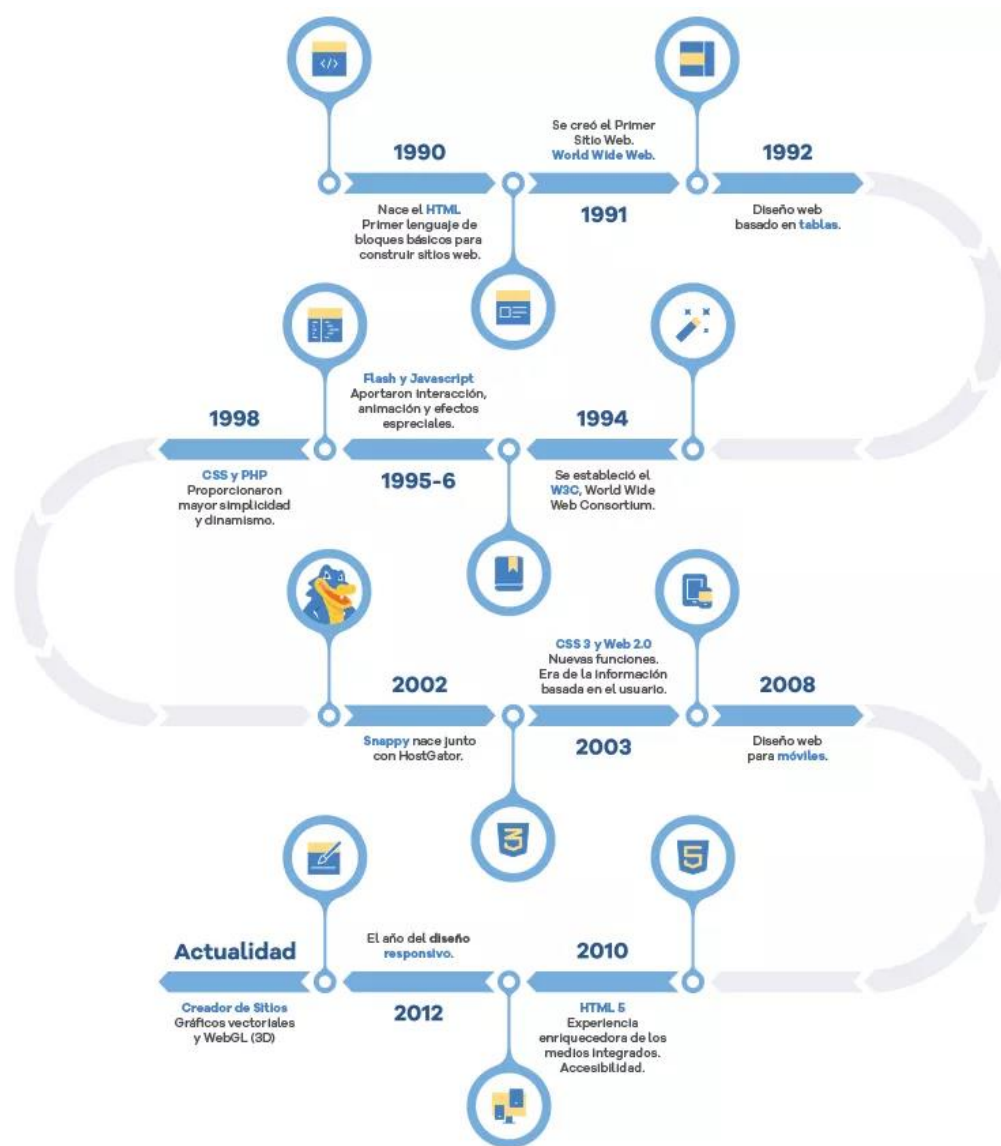 1990
Nace el HTML
Primer lenguaje de
bloques básicos para
construir sitios web.
Se creó el Primer
Sitio Web.
World Wide Web.
1991
1992
Diseño web
basado en tablas.
1994
Se estableció el
W3C, World Wide
Web Consortium.
Flash y Javascript
Aportaron interacción,
animación y efectos
espreciales.
1995-6
1998
CSS y PHP
Proporcionaron
mayor simplicidad
y dinamismo.
2002
Snappy nace junto
con HostGator.
CSS 3 y Web 2.0
Nuevas funciones.
Era de la información
basada en el usuario.
2003
2008
Diseño web
para móviles.
2010
HTML 5
Experiencia
enriquecedora de los
medios integrados.
Accesibilidad.
El año del diseño
responsivo.
2012
Actualidad
Creador de Sitios
Gráficos vectoriales
y WebGL (3D)